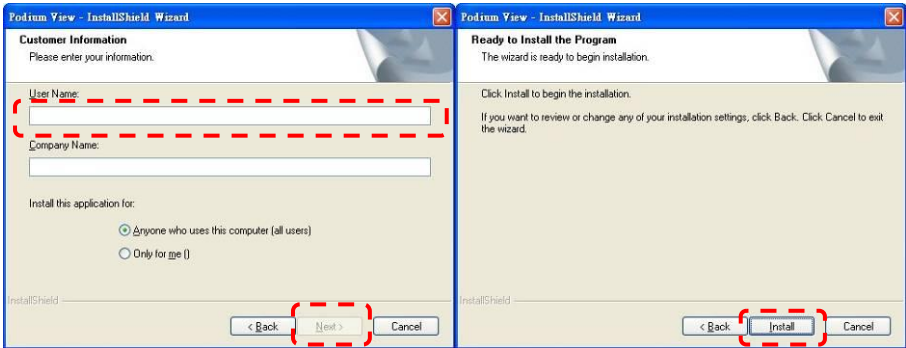 Podium View - InstallShield Wizard
Customer Information
Please enter your information.
User Name:
Company Name:
Install this application for:
Anyone who uses this computer (all users)
Only for me ()
InstallShield
< Back
Next >
Cancel
Podium View - InstallShield Wizard
Ready to Install the Program
The wizard is ready to begin installation.
Click Install to begin the installation.
If you want to review or change any of your installation settings, click Back. Click Cancel to exit
the wizard.
InstallShield
< Back
Install
Cancel